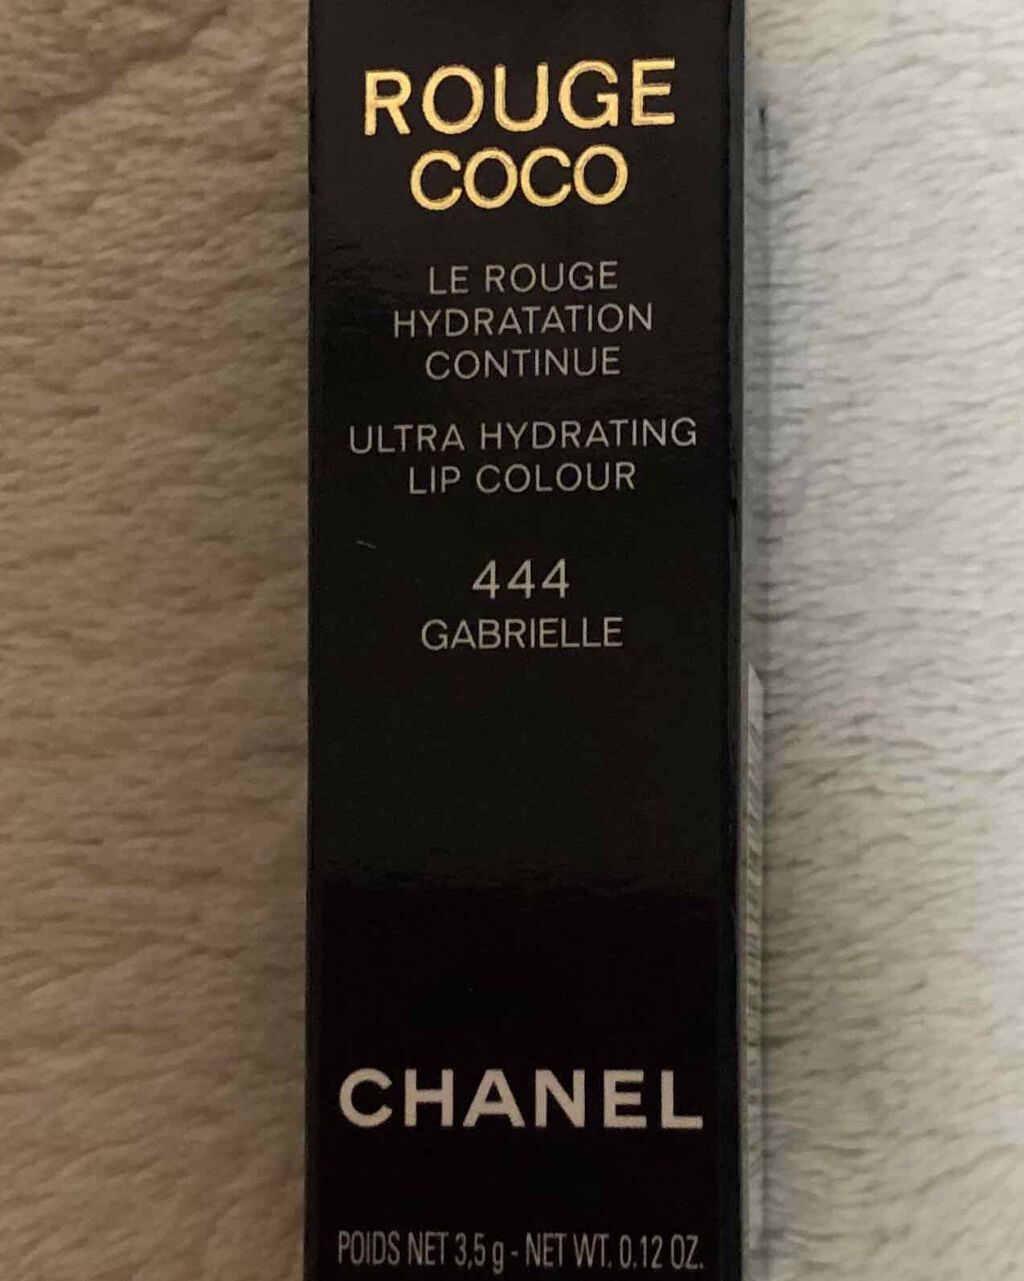 ROUGE
COCO
LE ROUGE
HYDRATATION
CONTINUE
ULTRA HYDRATING
LIP COLOUR
444
GABRIELLE
CHANEL
POIDS NET 3,5 g - NET WT. 0.12 OZ.